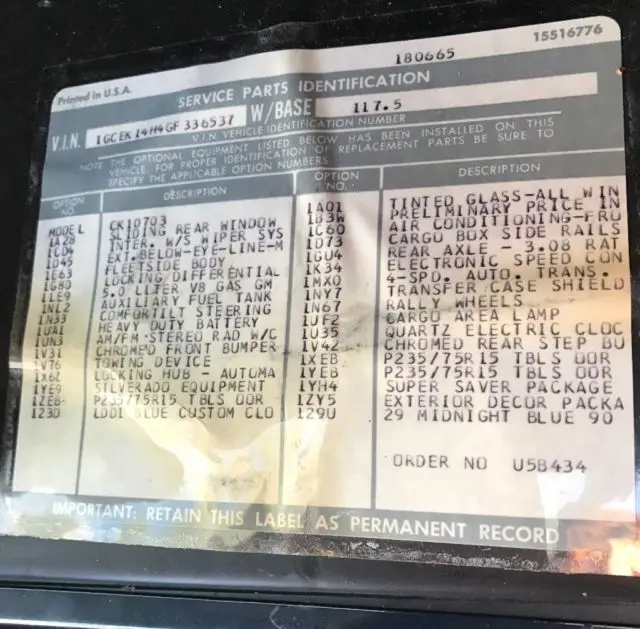 Printed in U.S.A.
180665
15516776
SERVICE PARTS IDENTIFICATION
V.I.N. 1GCEK14H4GF336537 W/BASE 117.5
V.I.N. VEHICLE IDENTIFICATION NUMBER
NOTE THE OPTIONAL EQUIPMENT LISTED BELOW HAS BEEN INSTALLED ON THIS
VEHICLE. FOR PROPER IDENTIFICATION OF REPLACEMENT PARTS BE SURE TO
SPECIFY THE APPLICABLE OPTION NUMBERS
OPTION NO. DESCRIPTION OPTION NO. DESCRIPTION
MODEL CK10703 1A01 TINTED GLASS-ALL WIN
1A28 SLIDING REAR WINDOW 1B3W PRELIMINARY PRICE IN
1CD4 INTER. W/S WIPER SYS 1C60 AIR CONDITIONING-FRO
1D45 EXT.BELOW-EYE-LINE-M 1D73 CARGO BOX SIDE RAILS
1E63 FLEETSIDE BODY 1GU4 REAR AXLE - 3.08 RAT
1G80 LOCKING DIFFERENTIAL 1K34 ELECTRONIC SPEED CON
1LE9 5.0 LITER V8 GAS GM 1MX0 4-SPD. AUTO. TRANS.
1NL2 AUXILIARY FUEL TANK 1NY7 TRANSFER CASE SHIELD
1N33 COMFORTILT STEERING 1N67 RALLY WHEELS
1UA1 HEAVY DUTY BATTERY 1UF2 CARGO AREA LAMP
1UN3 AM/FM-STEREO RAD W/C 1U35 QUARTZ ELECTRIC CLOC
1V31 CHROMED FRONT BUMPER 1V42 CHROMED REAR STEP BU
1V76 TOWING DEVICE 1XEB P235/75R15 TBLS OOR
1X6Z LOCKING HUBS - AUTOMA 1YEB P235/75R15 TBLS OOR
1YE9 SILVERADO EQUIPMENT 1YH4 SUPER SAVER PACKAGE
1ZEB- P235/75R15 TBLS OOR 1ZY5 EXTERIOR DECOR PACKA
123D LDD1 BLUE CUSTOM CLO 129U 29 MIDNIGHT BLUE 90
ORDER NO U5B434
IMPORTANT: RETAIN THIS LABEL AS PERMANENT RECORD